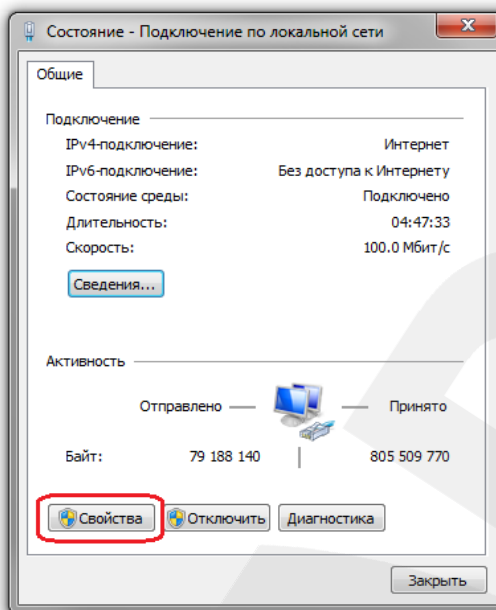 Состояние - Подключение по локальной сети
Общие
Подключение
IPv4-подключение: Интернет
IPv6-подключение: Без доступа к Интернету
Состояние среды: Подключено
Длительность: 04:47:33
Скорость: 100.0 Мбит/с
Сведения...
Активность
Отправлено — — Принято
Байт: 79 188 140 | 805 509 770
Свойства Отключить Диагностика
Закрыть